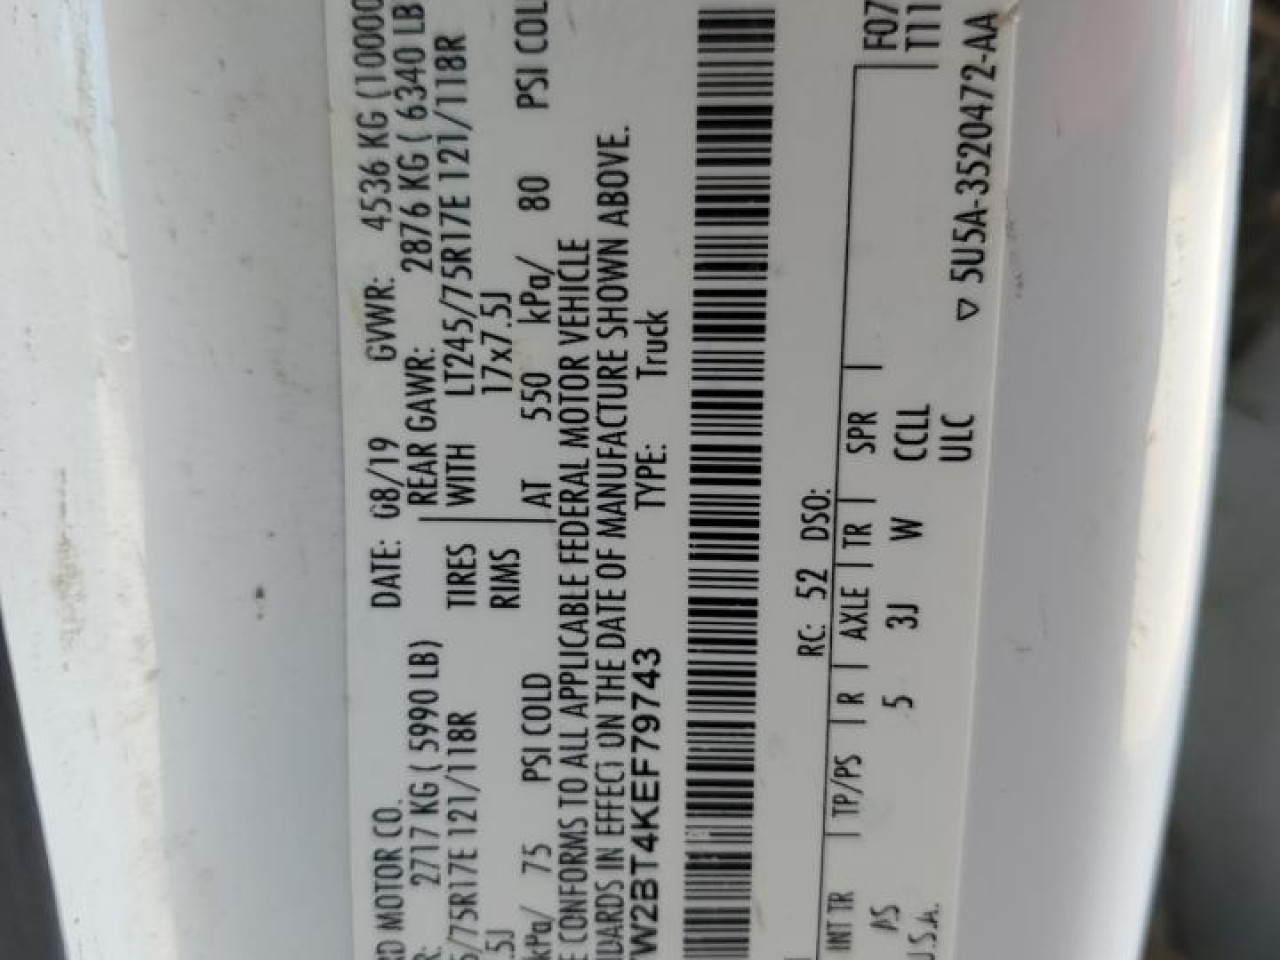 RD MOTOR CO. DATE: 08/19 GVWR: 4536 KG (10000
R: 2717 KG ( 5990 LB) REAR GAWR: 2876 KG ( 6340 LB
5/75R17E 121/118R TIRES WITH LT245/75R17E 121/118R
.5J RIMS 17x7.5J
kPa/ 75 PSI COLD AT 550 kPa/ 80 PSI COL
E CONFORMS TO ALL APPLICABLE FEDERAL MOTOR VEHICLE
DARDS IN EFFECT ON THE DATE OF MANUFACTURE SHOWN ABOVE.
W2BT4KEF79743 TYPE: Truck
RC: 52 DSO:
INT TR TP/PS R AXLE TR SPR F07
AS 5 3J W CCLL T11
U.S.A. ULC
▽ 5U5A-3520472-AA